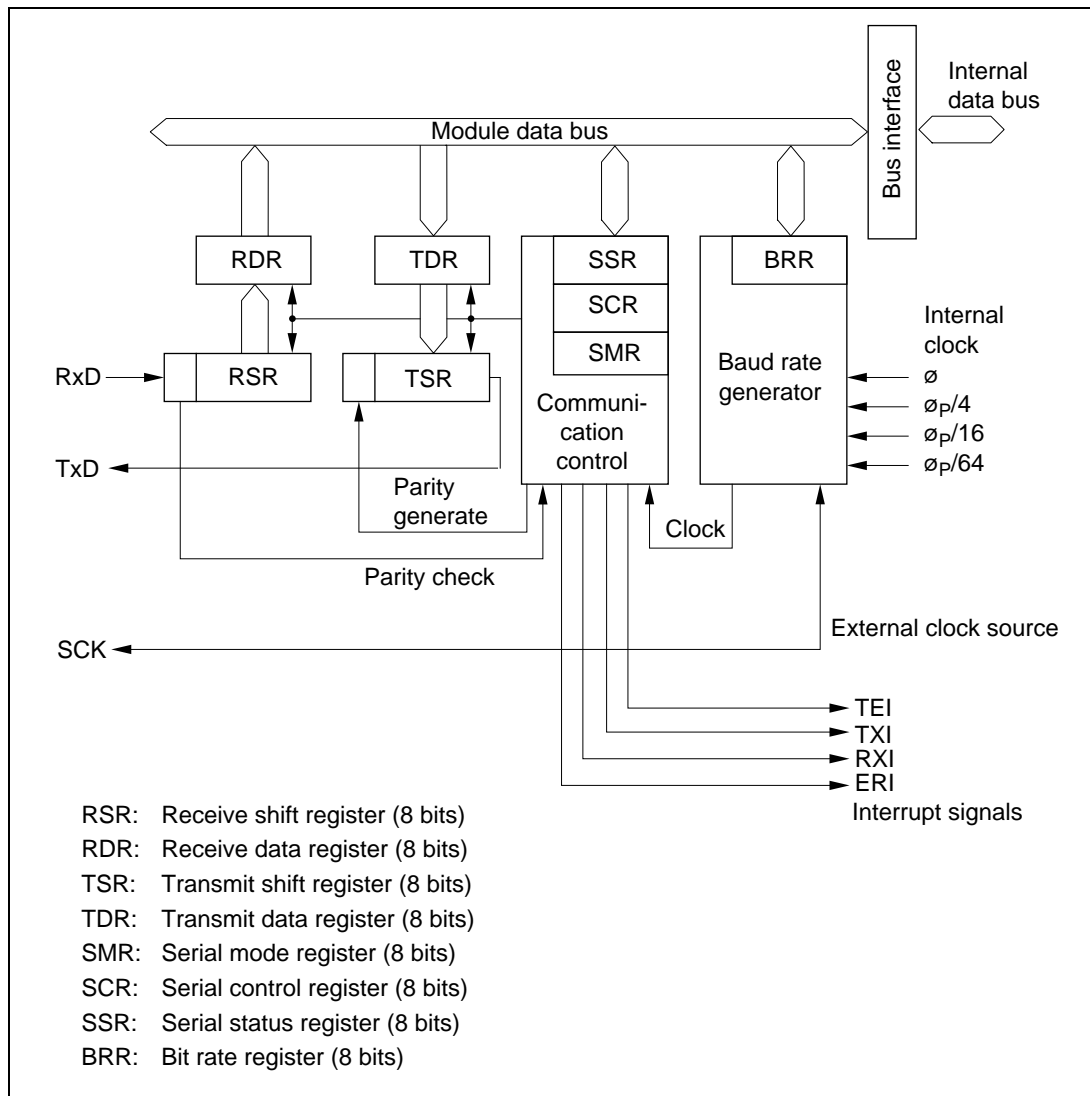 Internal
data bus
Bus interface
Module data bus
RDR
TDR
SSR
BRR
SCR
SMR
RSR
TSR
Baud rate
generator
Internal
clock
ø
øP/4
øP/16
øP/64
RxD
TxD
Communi-
cation
control
Parity
generate
Clock
Parity check
External clock source
SCK
TEI
TXI
RXI
ERI
Interrupt signals
RSR: Receive shift register (8 bits)
RDR: Receive data register (8 bits)
TSR: Transmit shift register (8 bits)
TDR: Transmit data register (8 bits)
SMR: Serial mode register (8 bits)
SCR: Serial control register (8 bits)
SSR: Serial status register (8 bits)
BRR: Bit rate register (8 bits)